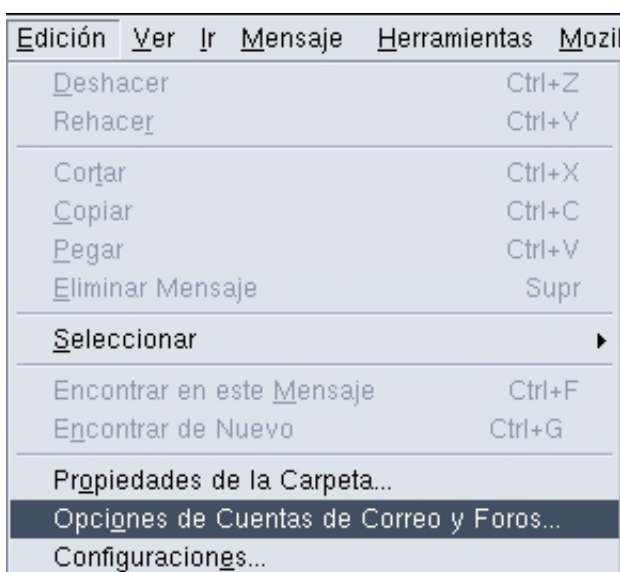 Edición Ver Ir Mensaje Herramientas Mozil
Deshacer Ctrl+Z
Rehacer Ctrl+Y
Cortar Ctrl+X
Copiar Ctrl+C
Pegar Ctrl+V
Eliminar Mensaje Supr
Seleccionar
Encontrar en este Mensaje Ctrl+F
Encontrar de Nuevo Ctrl+G
Propiedades de la Carpeta...
Opciones de Cuentas de Correo y Foros...
Configuraciones...